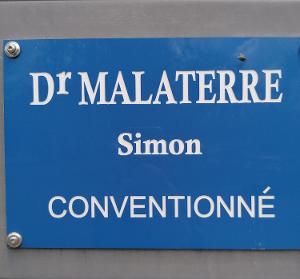 Dr MALATERRE
Simon
CONVENTIONNÉ